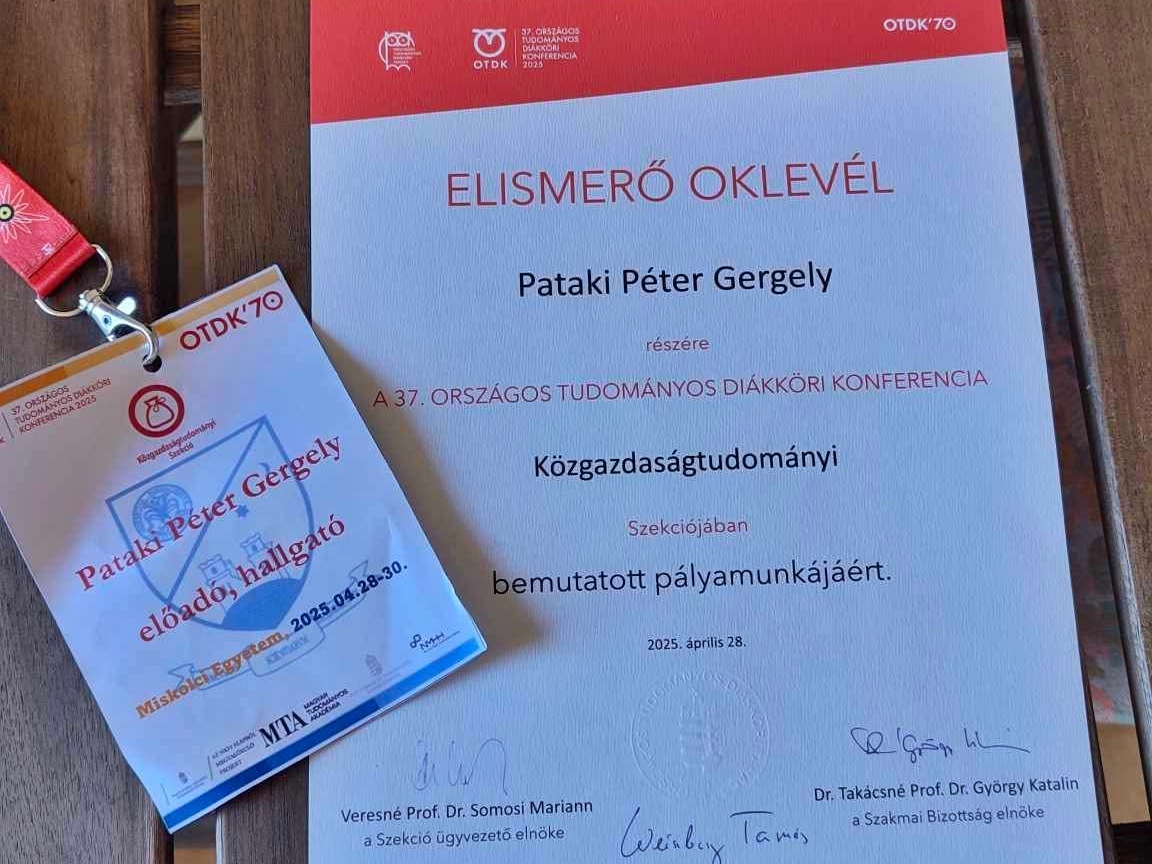 37. ORSZÁGOS
TUDOMÁNYOS
DIÁKKÖRI
KONFERENCIA
2025
OTDK
OTDK'70
ELISMERŐ OKLEVÉL
Pataki Péter Gergely
részére
A 37. ORSZÁGOS TUDOMÁNYOS DIÁKKÖRI KONFERENCIA
Közgazdaságtudományi
Szekciójában
bemutatott pályamunkájáért.
2025. április 28.
Veresné Prof. Dr. Somosi Mariann
a Szekció ügyvezető elnöke
Weinberg Tamás
Dr. Takácsné Prof. Dr. György Katalin
a Szakmai Bizottság elnöke
OTDK'70
37. ORSZÁGOS
TUDOMÁNYOS DIÁKKÖRI
KONFERENCIA 2025
Közgazdaságtudományi
Szekció
Pataki Péter Gergely
előadó, hallgató
Miskolci Egyetem, 2025.04.28-30.
MTA
MAGYAR
TUDOMÁNYOS
AKADÉMIA